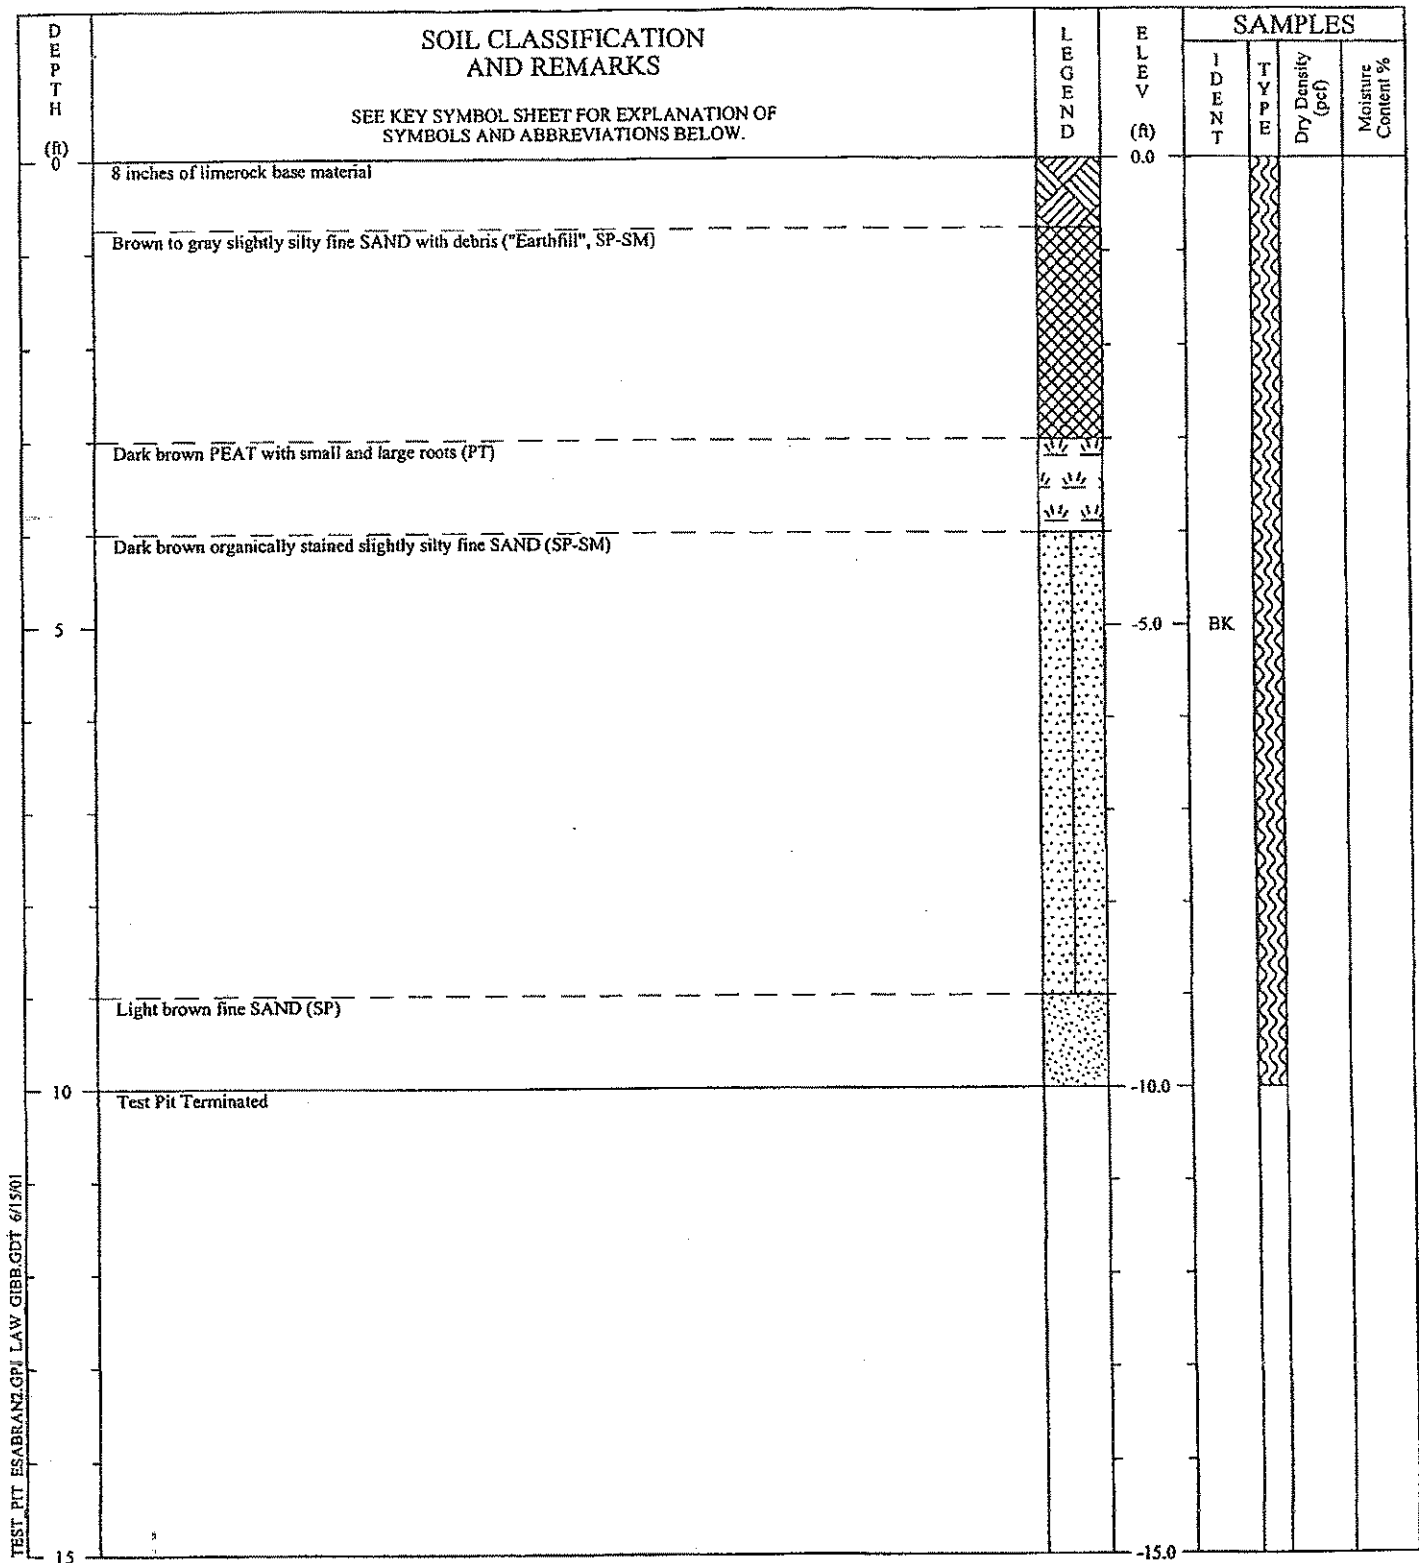 DEPTH (ft)
SOIL CLASSIFICATION
AND REMARKS
SEE KEY SYMBOL SHEET FOR EXPLANATION OF
SYMBOLS AND ABBREVIATIONS BELOW.
LEGEND
ELEV (ft)
SAMPLES
IDENT
TYPE
Dry Density (pcf)
Moisture Content %
0
8 inches of limerock base material
0.0
Brown to gray slightly silty fine SAND with debris ("Earthfill", SP-SM)
Dark brown PEAT with small and large roots (PT)
Dark brown organically stained slightly silty fine SAND (SP-SM)
5
-5.0
BK
Light brown fine SAND (SP)
10
Test Pit Terminated
-10.0
15
-15.0
TEST_PIT ESABRAN2.GPJ LAW GIBB.GDT 6/15/01